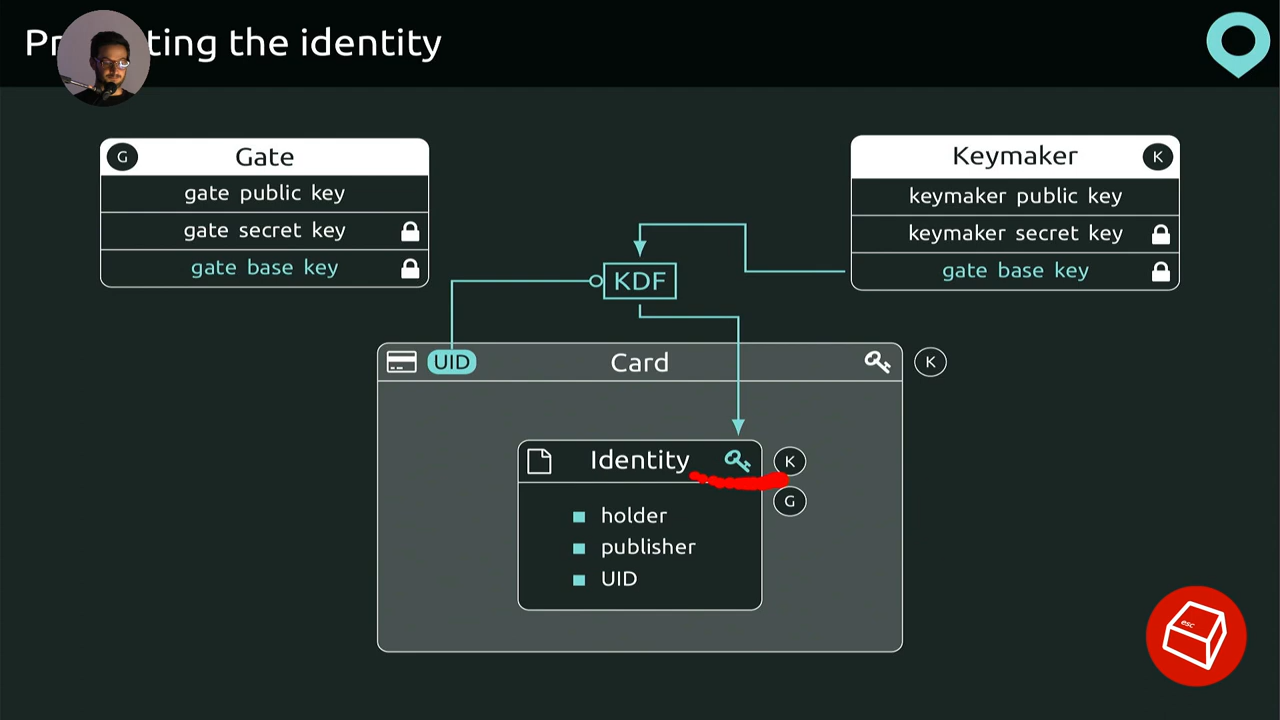 the identity
G Gate
gate public key
gate secret key
gate base key
Keymaker K
keymaker public key
keymaker secret key
gate base key
KDF
UID Card K
Identity K
G
holder
publisher
UID
esc